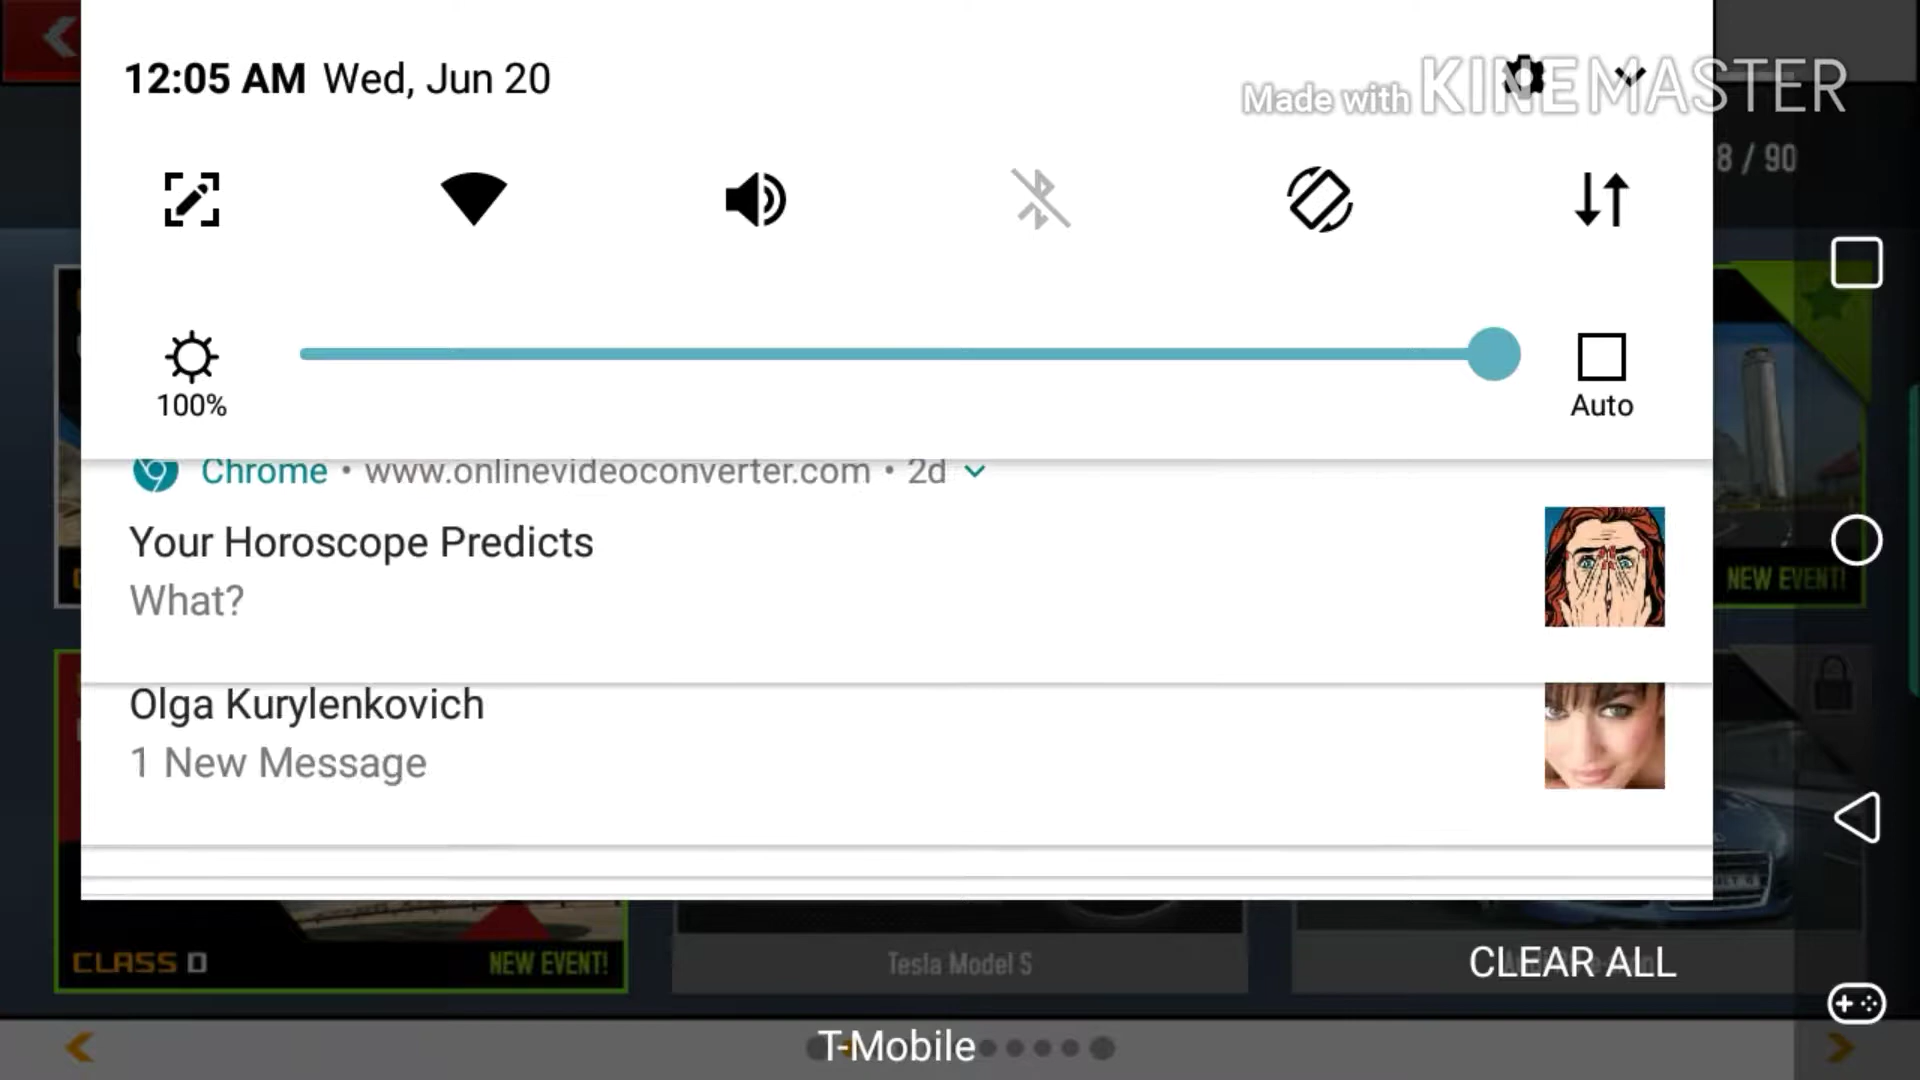 12:05 AM Wed, Jun 20
Made with KINEMASTER
8 / 90
100%
Auto
Chrome • www.onlinevideoconverter.com • 2d
Your Horoscope Predicts
What?
NEW EVENT!
Olga Kurylenkovich
1 New Message
CLASS D
NEW EVENT!
Tesla Model S
CLEAR ALL
T-Mobile